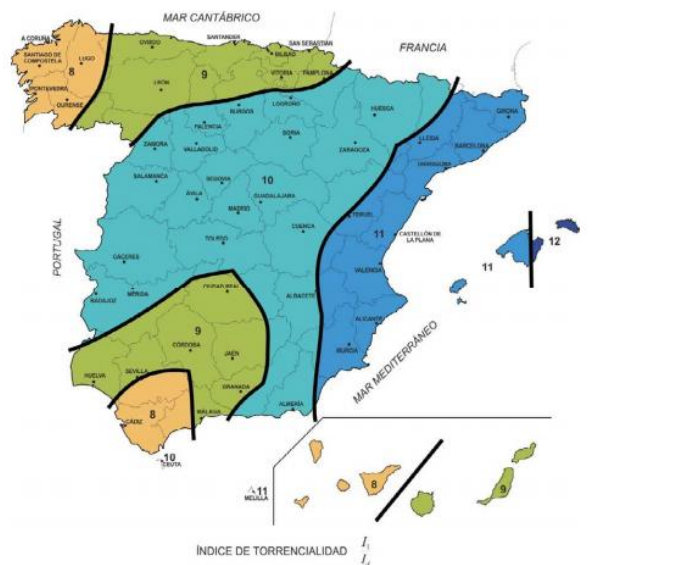 MAR CANTÁBRICO
A CORUÑA
SANTIAGO DE
COMPOSTELA
LUGO
8
PONTEVEDRA
OURENSE
OVIEDO
SANTANDER
SAN SEBASTIÁN
BILBAO
FRANCIA
9
LEÓN
VITORIA
PAMPLONA
LOGROÑO
BURGOS
HUESCA
GIRONA
PALENCIA
ZAMORA
VALLADOLID
SORIA
ZARAGOZA
LLEIDA
BARCELONA
TARRAGONA
SALAMANCA
SEGOVIA
10
ÁVILA
GUADALAJARA
MADRID
TERUEL
CUENCA
11
CASTELLÓN DE
LA PLANA
12
11
PORTUGAL
TOLEDO
CÁCERES
VALENCIA
BADAJOZ
MÉRIDA
CIUDAD REAL
ALBACETE
ALICANTE
MURCIA
MAR MEDITERRÁNEO
9
CÓRDOBA
JAEN
HUELVA
SEVILLA
GRANADA
8
CÁDIZ
MÁLAGA
ALMERÍA
10
CEUTA
11
MELILLA
8
9
ÍNDICE DE TORRENCIALIDAD